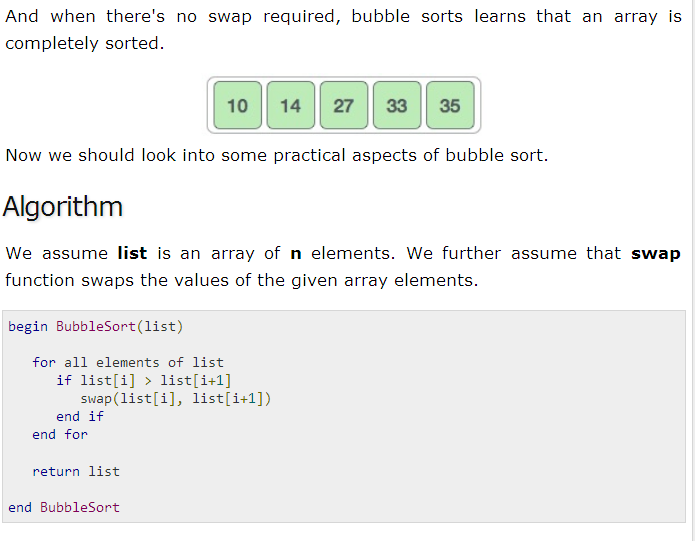 And when there's no swap required, bubble sorts learns that an array is
completely sorted.
10 14 27 33 35
Now we should look into some practical aspects of bubble sort.
Algorithm
We assume list is an array of n elements. We further assume that swap
function swaps the values of the given array elements.
begin BubbleSort(list)
for all elements of list
if list[i] > list[i+1]
swap(list[i], list[i+1])
end if
end for
return list
end BubbleSort